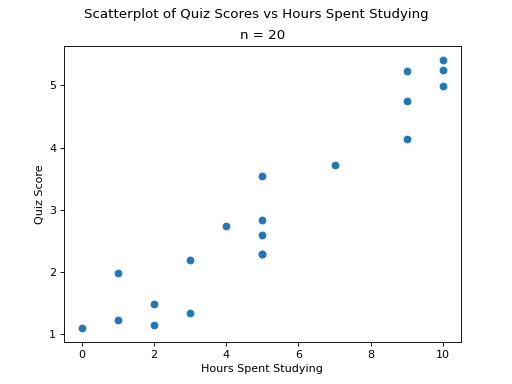 Scatterplot of Quiz Scores vs Hours Spent Studying
n = 20
5
4
3
2
1
Quiz Score
0 2 4 6 8 10
Hours Spent Studying